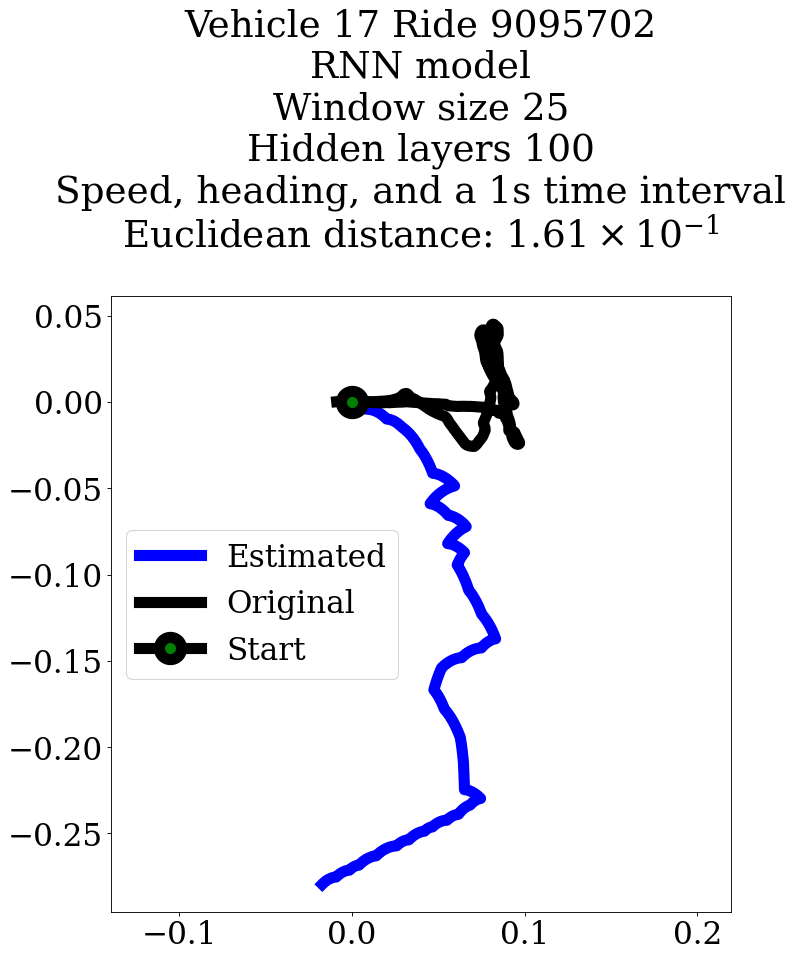 Vehicle 17 Ride 9095702
RNN model
Window size 25
Hidden layers 100
Speed, heading, and a 1s time interval
Euclidean distance: 1.61 × 10⁻¹
0.05
0.00
−0.05
−0.10
−0.15
−0.20
−0.25
Estimated
Original
Start
−0.1
0.0
0.1
0.2